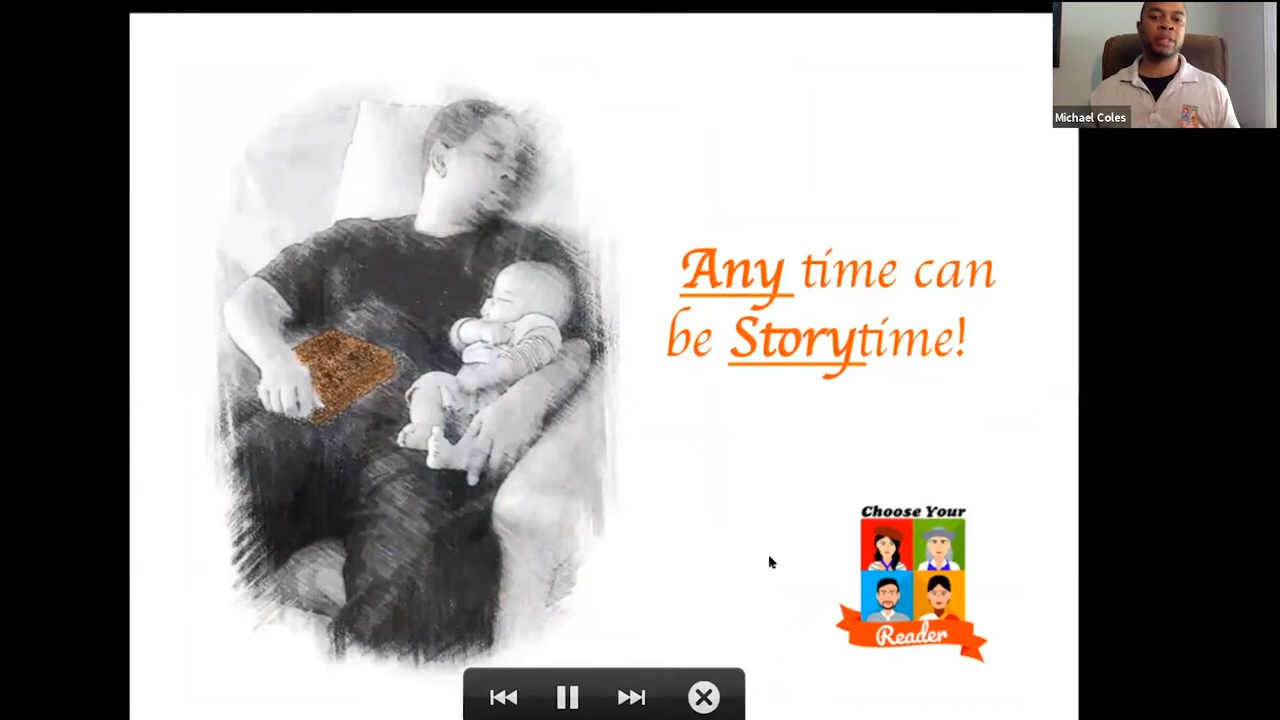 Michael Coles
Any time can
be Storytime!
Choose Your
Reader